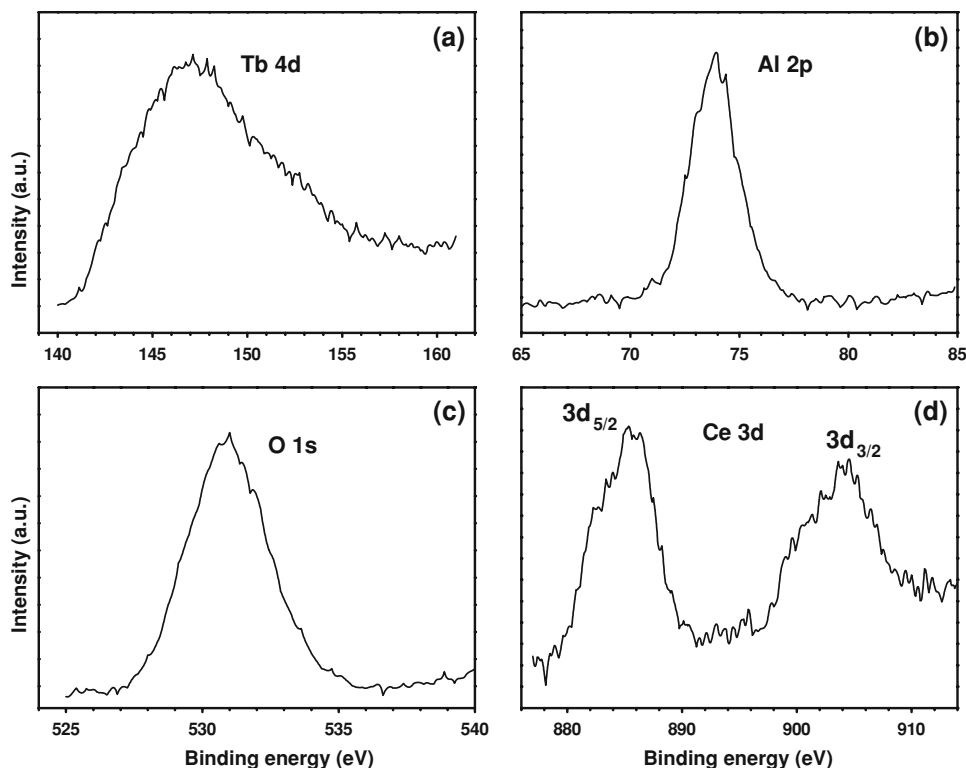 (a)
Tb 4d
Intensity (a.u.)
140 145 150 155 160
(b)
Al 2p
65 70 75 80 85
(c)
O 1s
Intensity (a.u.)
525 530 535 540
Binding energy (eV)
(d)
3d5/2
Ce 3d
3d3/2
880 890 900 910
Binding energy (eV)